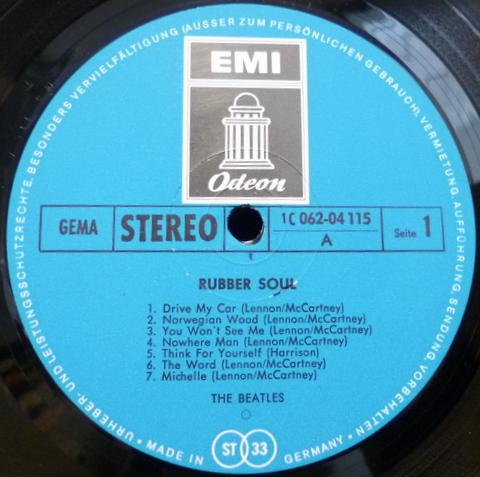 URHEBER- UND LEISTUNGSSCHUTZRECHTE, BESONDERS VERVIELFÄLTIGUNG (AUSSER ZUM PERSÖNLICHEN GEBRAUCH), VERMIETUNG, AUFFÜHRUNG, SENDUNG, VORBEHALTEN
EMI
Odeon
GEMA
STEREO
1C 062-04 115
A
Seite 1
RUBBER SOUL
1. Drive My Car (Lennon/McCartney)
2. Norwegian Wood (Lennon/McCartney)
3. You Won't See Me (Lennon/McCartney)
4. Nowhere Man (Lennon/McCartney)
5. Think For Yourself (Harrison)
6. The Word (Lennon/McCartney)
7. Michelle (Lennon/McCartney)
THE BEATLES
• MADE IN GERMANY •
ST 33